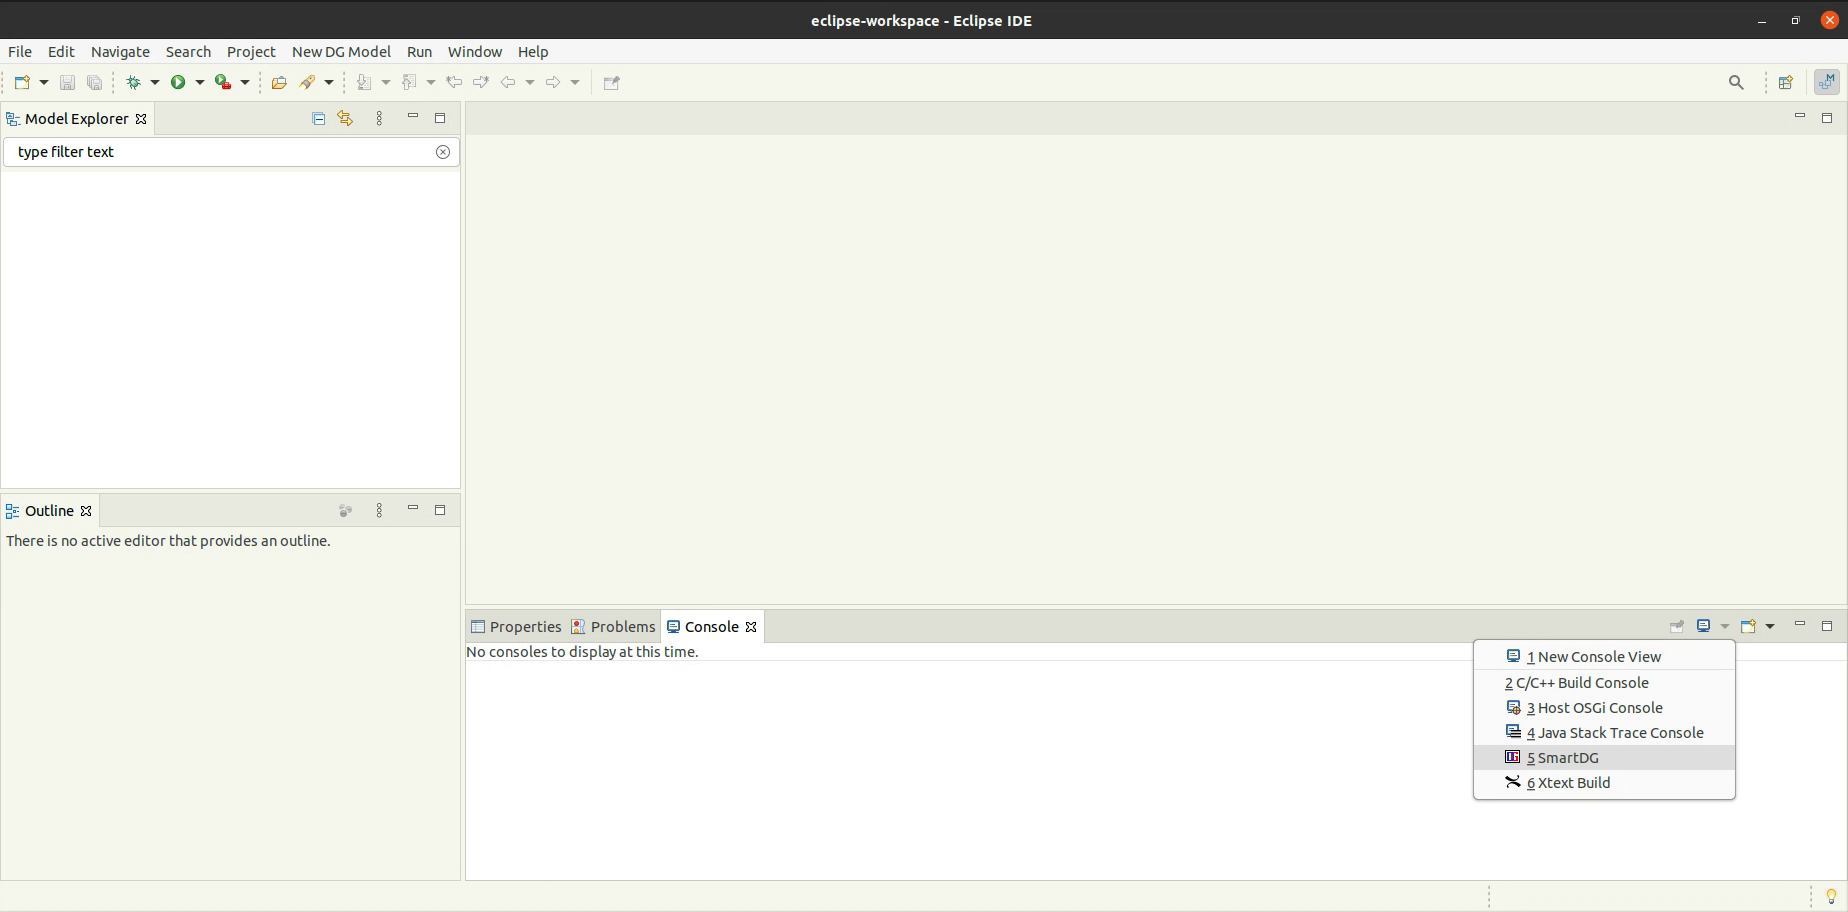 eclipse-workspace - Eclipse IDE
File Edit Navigate Search Project New DG Model Run Window Help
Model Explorer
type filter text
Outline
There is no active editor that provides an outline.
Properties Problems Console
No consoles to display at this time.
1 New Console View
2 C/C++ Build Console
3 Host OSGi Console
4 Java Stack Trace Console
5 SmartDG
6 Xtext Build